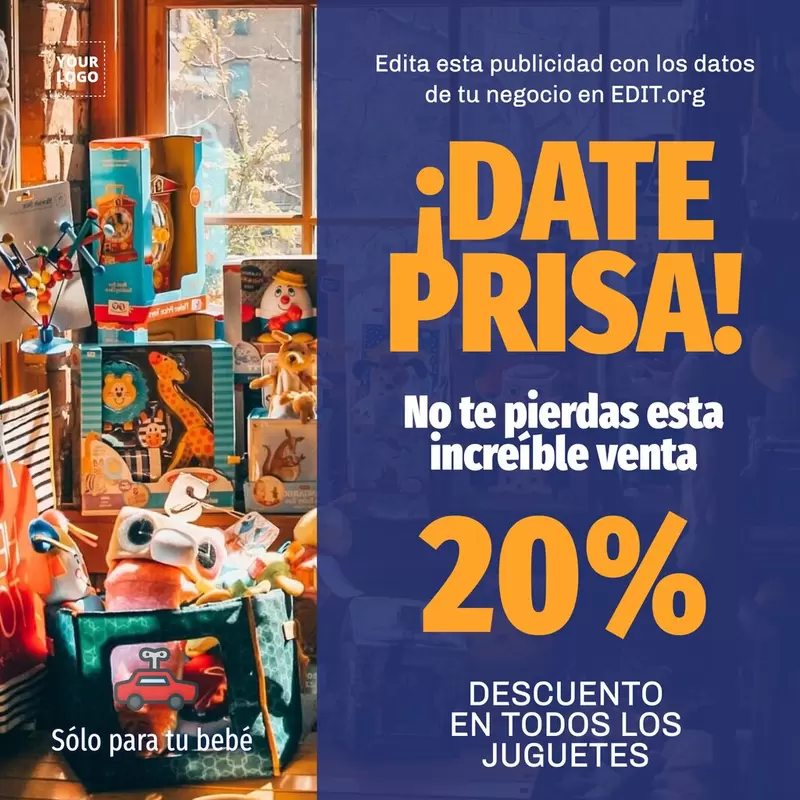 YOUR
LOGO
Edita esta publicidad con los datos
de tu negocio en EDIT.org
¡DATE
PRISA!
No te pierdas esta
increíble venta
20%
DESCUENTO
EN TODOS LOS
JUGUETES
Sólo para tu bebé